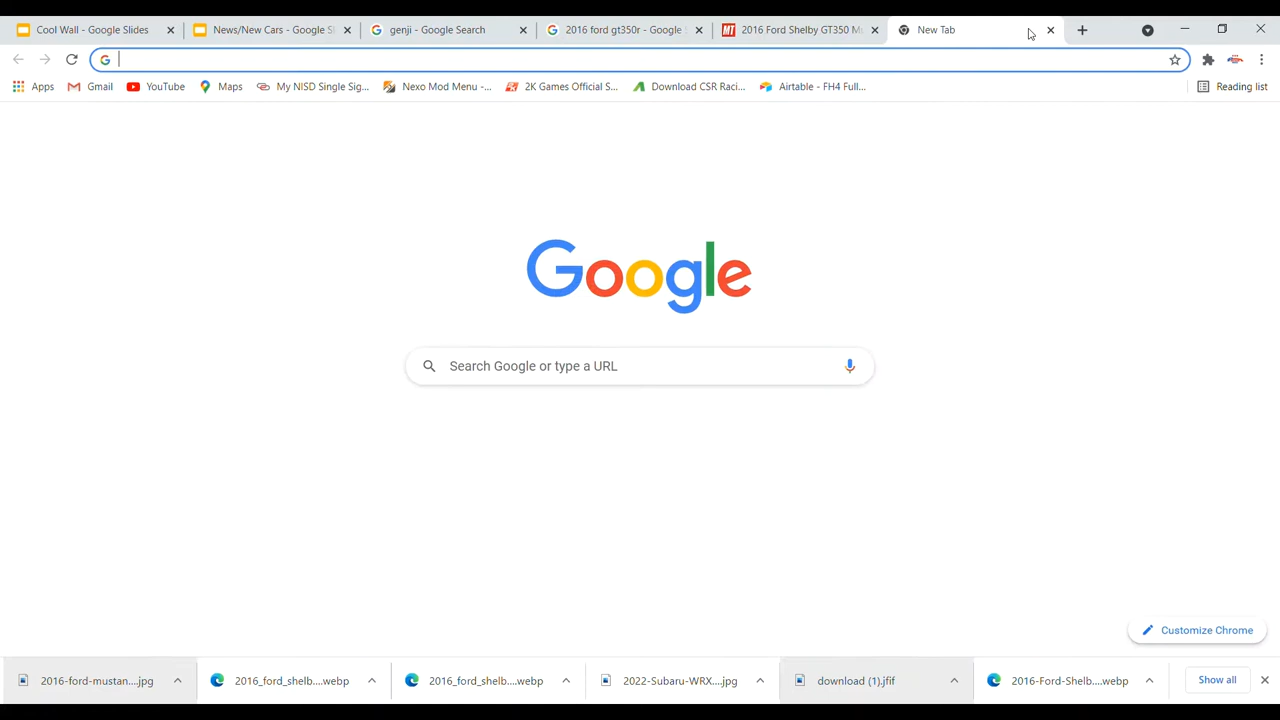 Cool Wall - Google Slides
News/New Cars - Google Sl
genji - Google Search
2016 ford gt350r - Google S
2016 Ford Shelby GT350 Mu
New Tab
Apps
Gmail
YouTube
Maps
My NISD Single Sig...
Nexo Mod Menu -...
2K Games Official S...
Download CSR Raci...
Airtable - FH4 Full...
Reading list
Google
Search Google or type a URL
Customize Chrome
2016-ford-mustan....jpg
2016_ford_shelb....webp
2016_ford_shelb....webp
2022-Subaru-WRX....jpg
download (1).jfif
2016-Ford-Shelb....webp
Show all